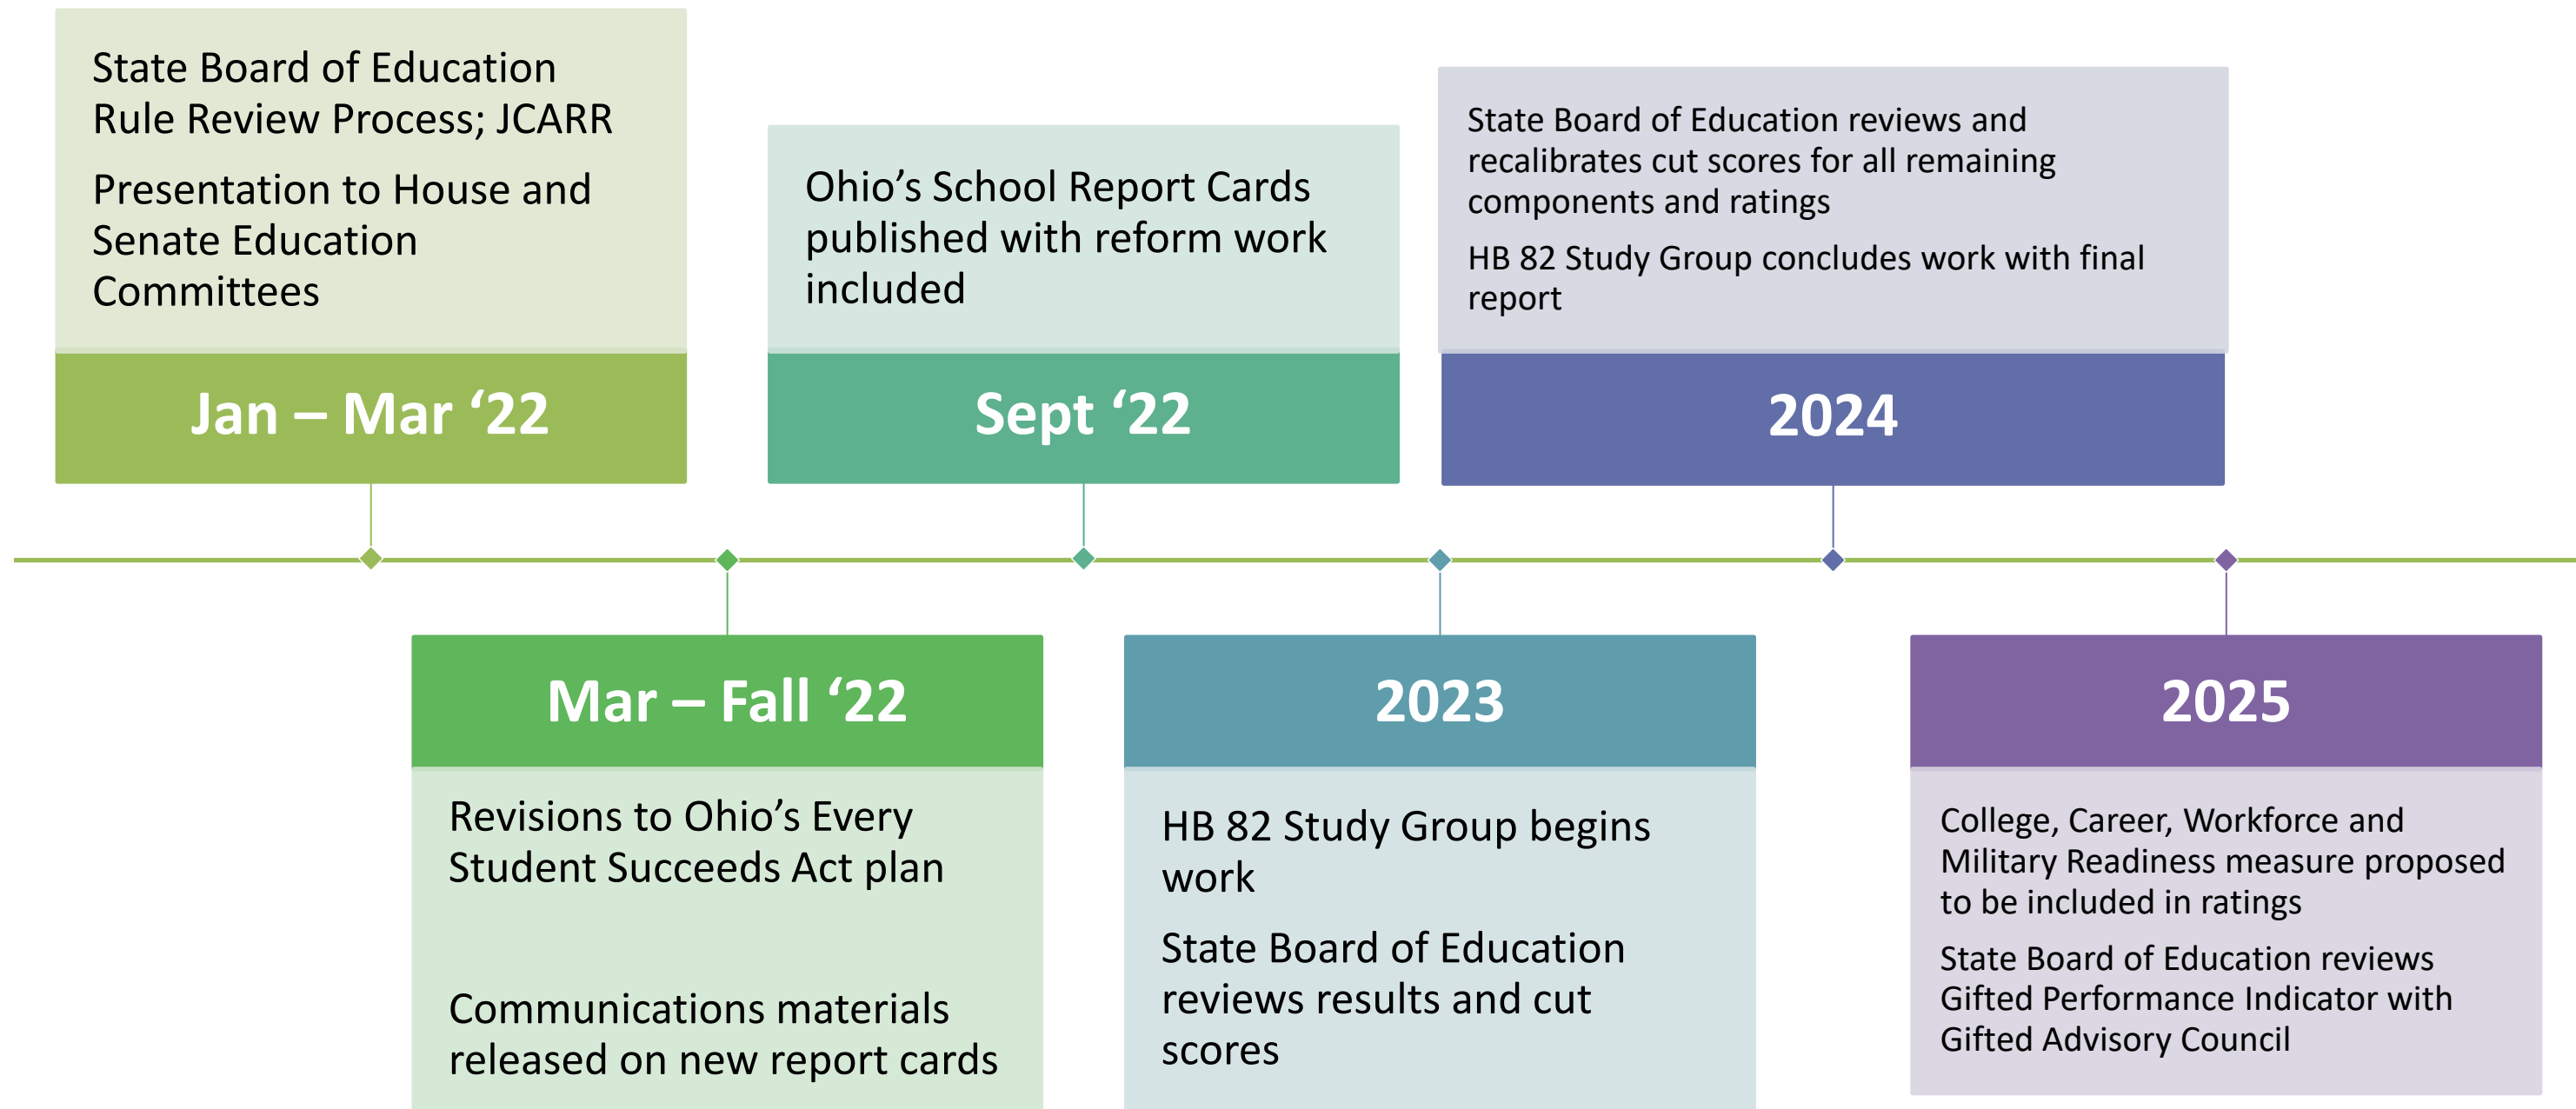 State Board of Education
Rule Review Process; JCARR
Presentation to House and
Senate Education
Committees
Jan – Mar ‘22
Revisions to Ohio’s Every
Student Succeeds Act plan
Communications materials
released on new report cards
Mar – Fall ‘22
Ohio’s School Report Cards
published with reform work
included
Sept ‘22
2023
HB 82 Study Group begins
work
State Board of Education
reviews results and cut
scores
State Board of Education reviews and
recalibrates cut scores for all remaining
components and ratings
HB 82 Study Group concludes work with final
report
2024
2025
College, Career, Workforce and
Military Readiness measure proposed
to be included in ratings
State Board of Education reviews
Gifted Performance Indicator with
Gifted Advisory Council